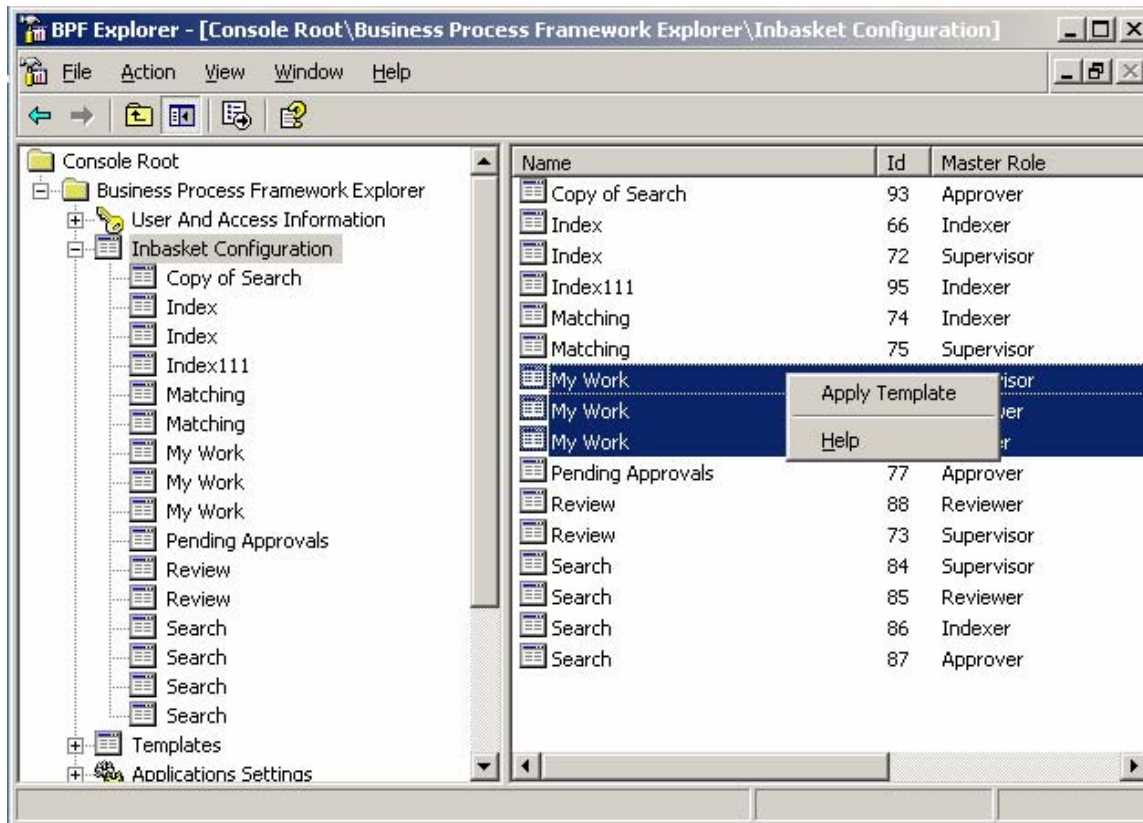 BPF Explorer - [Console Root\Business Process Framework Explorer\Inbasket Configuration]
File Action View Window Help
Console Root
Business Process Framework Explorer
User And Access Information
Inbasket Configuration
Copy of Search
Index
Index
Index111
Matching
Matching
My Work
My Work
My Work
Pending Approvals
Review
Review
Search
Search
Search
Search
Templates
Applications Settings
Name Id Master Role
Copy of Search 93 Approver
Index 66 Indexer
Index 72 Supervisor
Index111 95 Indexer
Matching 74 Indexer
Matching 75 Supervisor
My Work
My Work
My Work
Apply Template
Help
Pending Approvals 77 Approver
Review 88 Reviewer
Review 73 Supervisor
Search 84 Supervisor
Search 85 Reviewer
Search 86 Indexer
Search 87 Approver